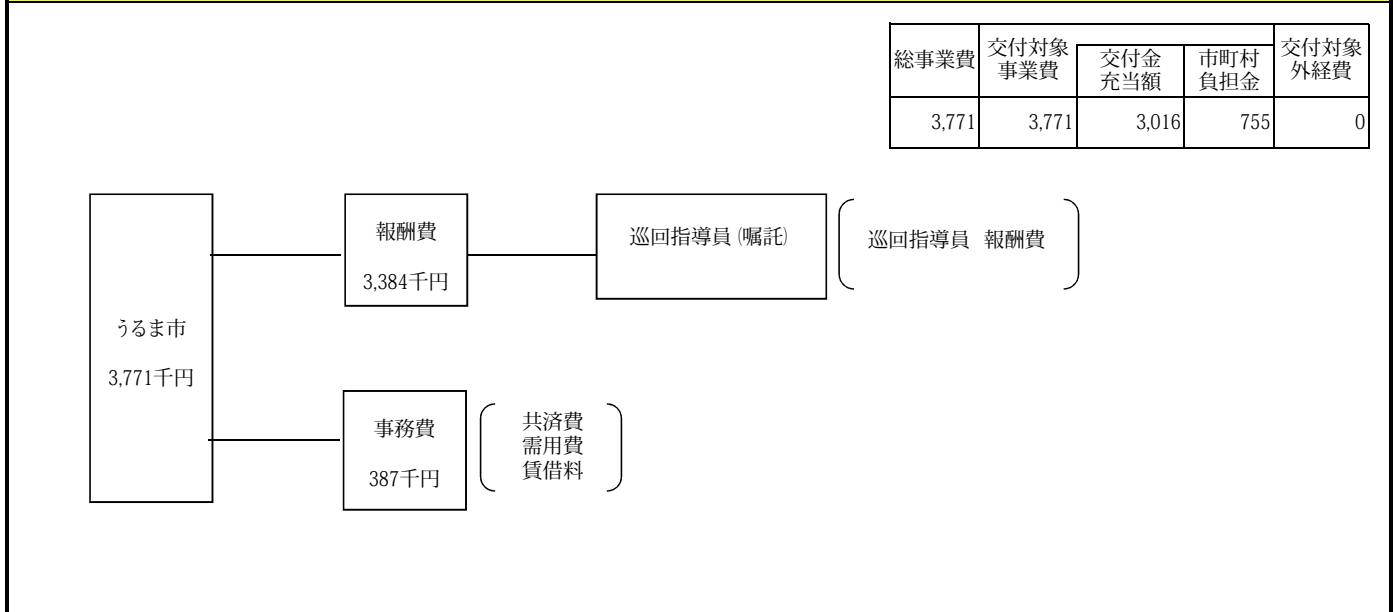 総事業費
交付対象
事業費
交付金
充当額
市町村
負担金
交付対象
外経費
3,771
3,771
3,016
755
0
うるま市
3,771千円
報酬費
3,384千円
巡回指導員(嘱託)
巡回指導員 報酬費
事務費
387千円
共済費
需用費
賃借料